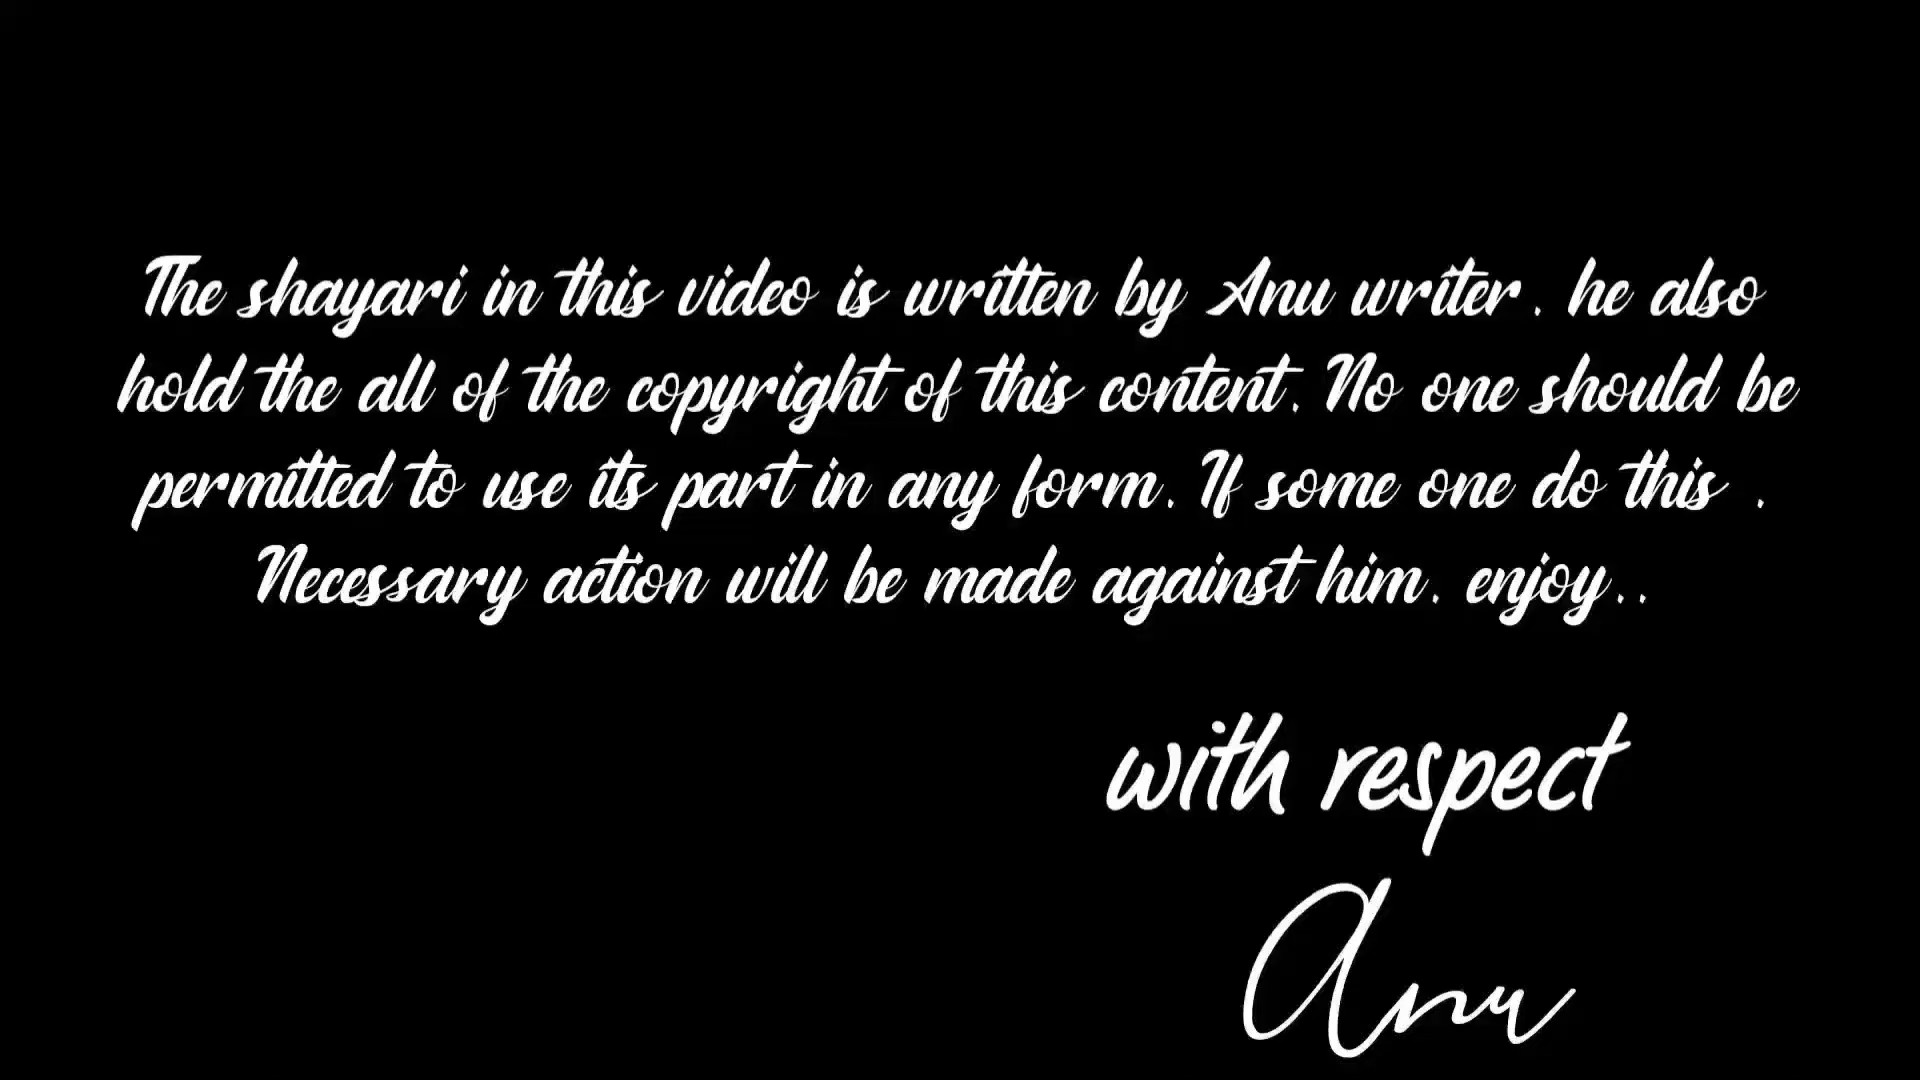 The shayari in this video is written by Anu writer. he also
hold the all of the copyright of this content. No one should be
permitted to use its part in any form. If some one do this .
Necessary action will be made against him. enjoy..
with respect
Anu